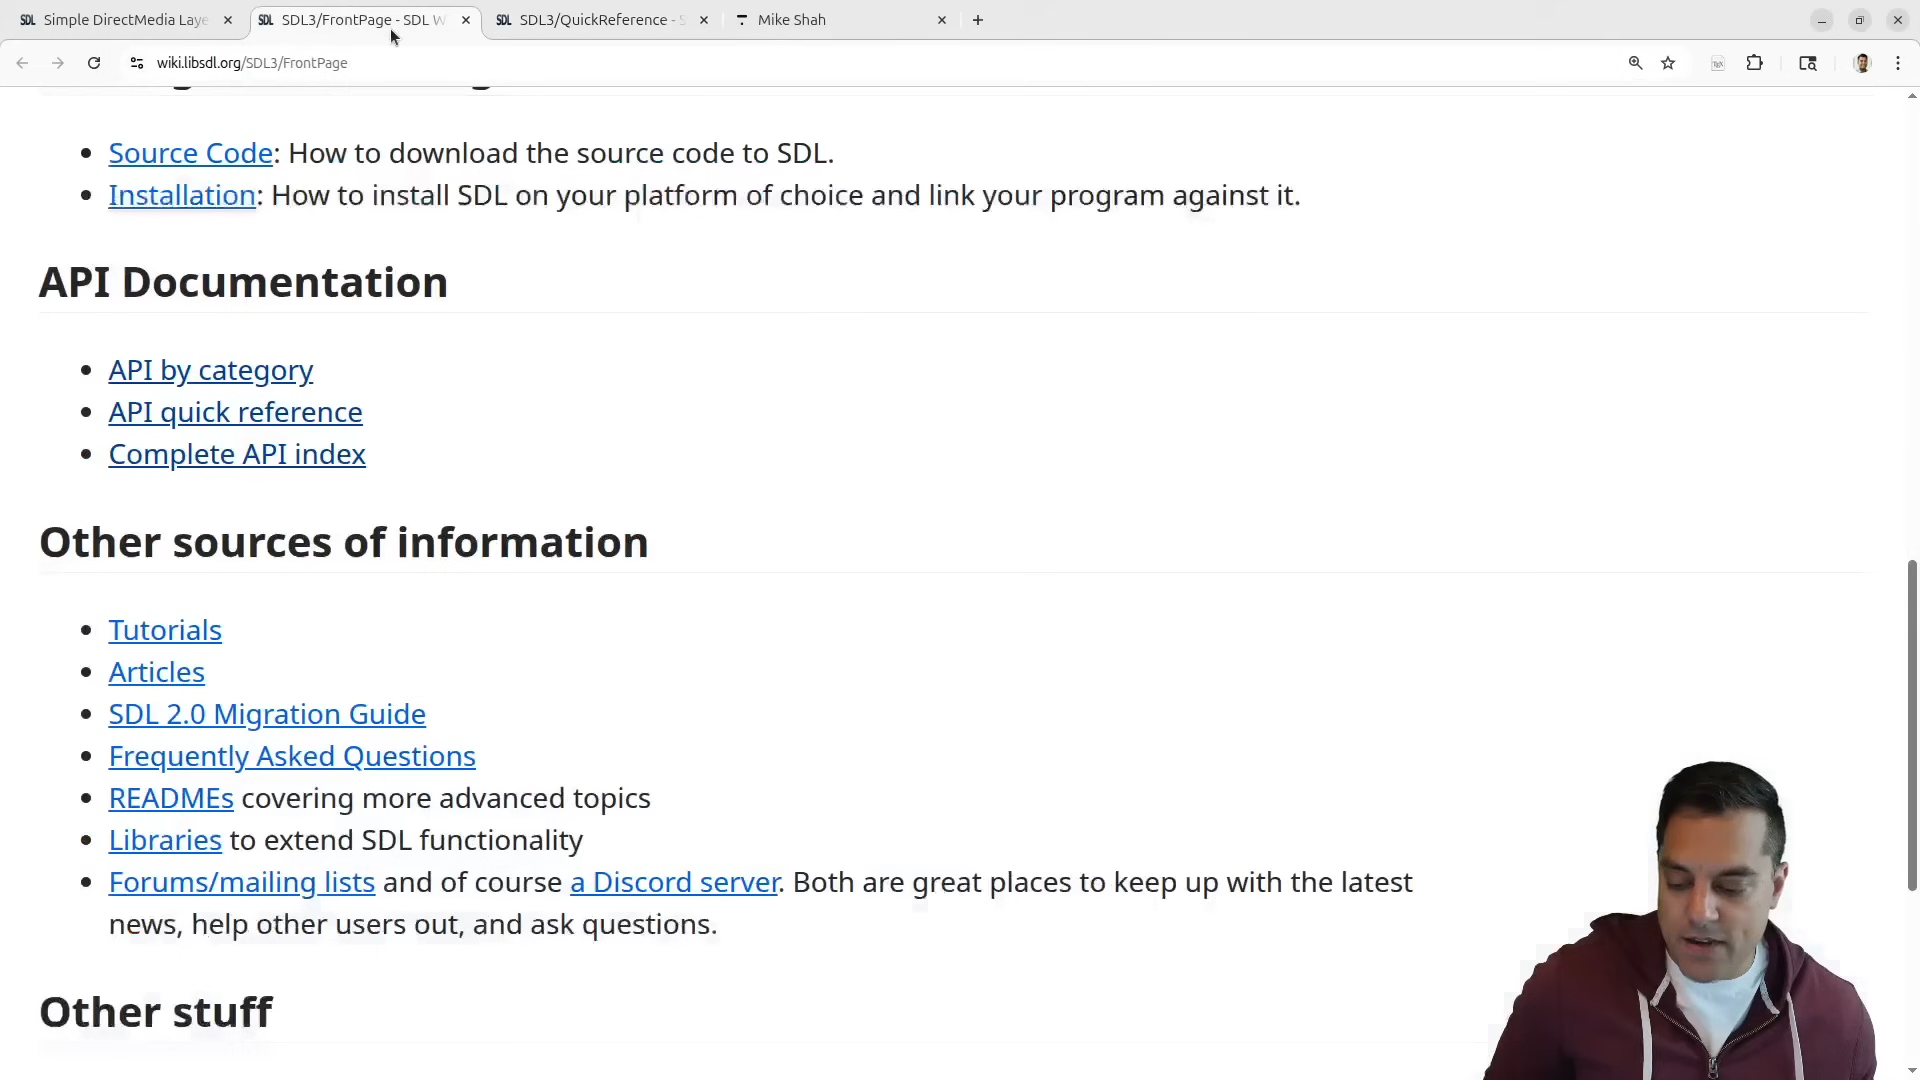 SDL Simple DirectMedia Laye
SDL SDL3/FrontPage - SDL W
SDL SDL3/QuickReference - S
Mike Shah
wiki.libsdl.org/SDL3/FrontPage
Source Code: How to download the source code to SDL.
Installation: How to install SDL on your platform of choice and link your program against it.
API Documentation
API by category
API quick reference
Complete API index
Other sources of information
Tutorials
Articles
SDL 2.0 Migration Guide
Frequently Asked Questions
READMEs covering more advanced topics
Libraries to extend SDL functionality
Forums/mailing lists and of course a Discord server. Both are great places to keep up with the latest
news, help other users out, and ask questions.
Other stuff